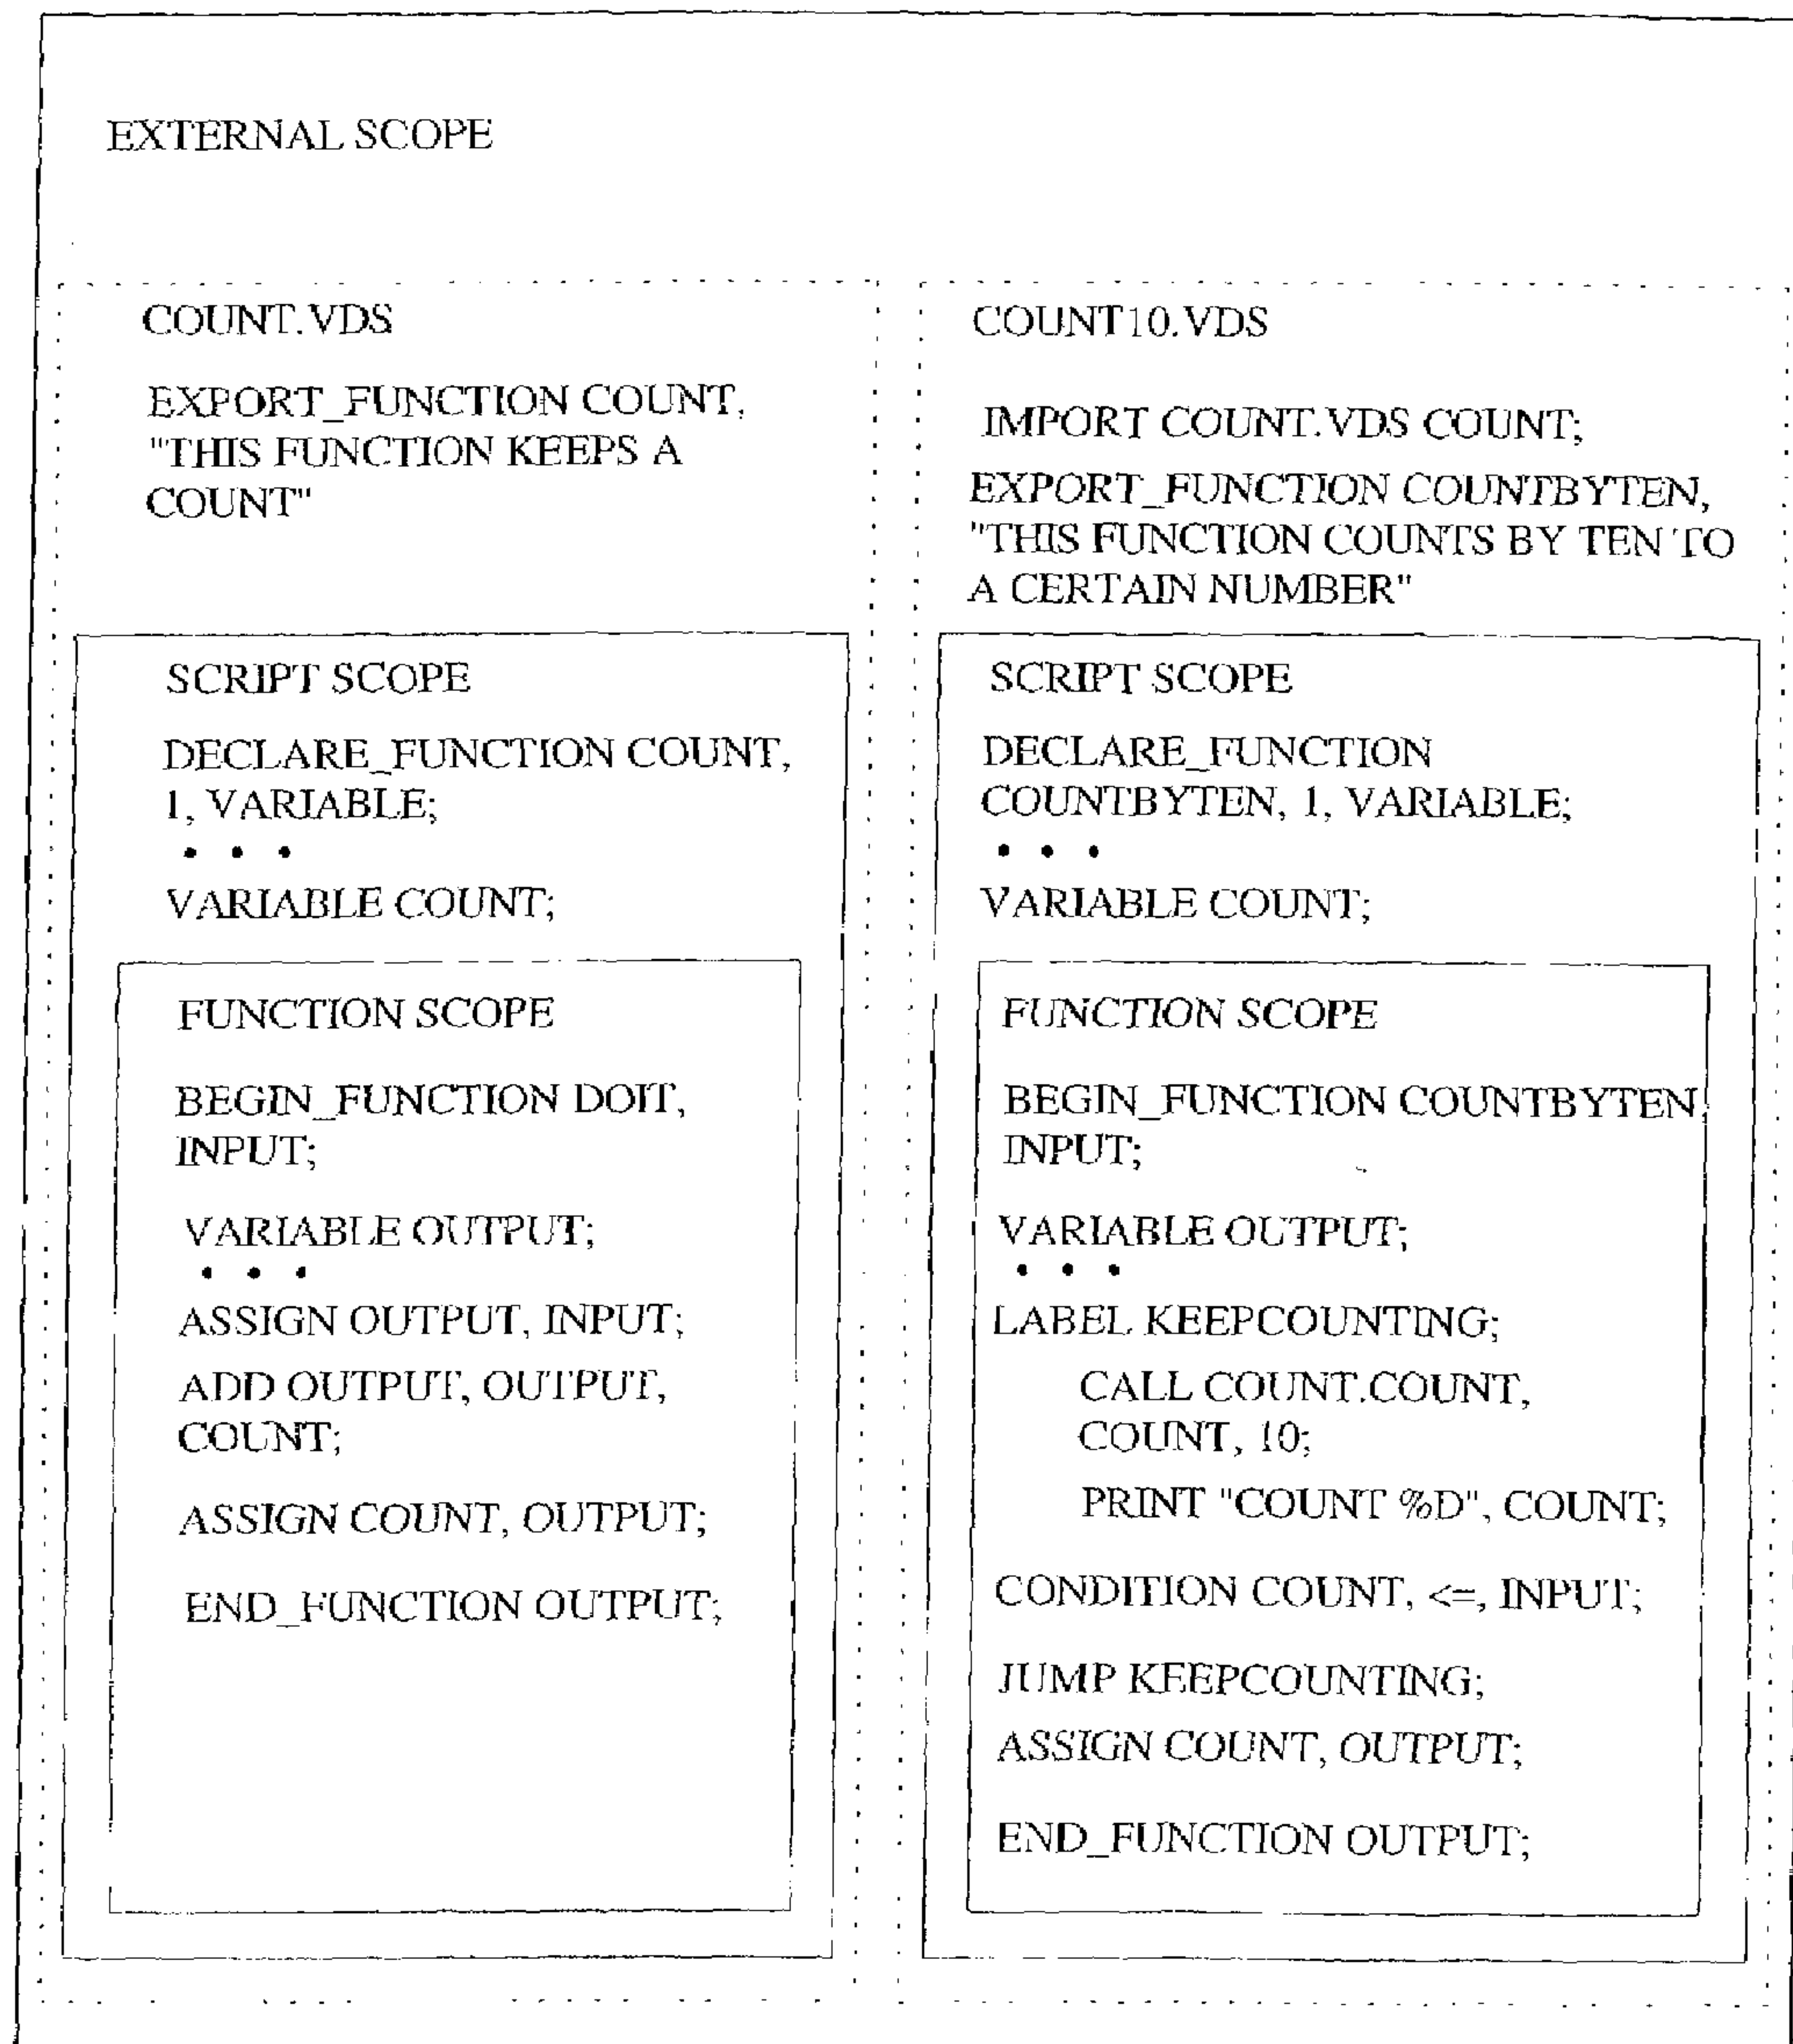 EXTERNAL SCOPE
COUNT.VDS
EXPORT_FUNCTION COUNT,
"THIS FUNCTION KEEPS A
COUNT"
SCRIPT SCOPE
DECLARE_FUNCTION COUNT,
1, VARIABLE;
• • •
VARIABLE COUNT;
FUNCTION SCOPE
BEGIN_FUNCTION DOIT,
INPUT;
VARIABLE OUTPUT;
• • •
ASSIGN OUTPUT, INPUT;
ADD OUTPUT, OUTPUT,
COUNT;
ASSIGN COUNT, OUTPUT;
END_FUNCTION OUTPUT;
COUNT10.VDS
IMPORT COUNT.VDS COUNT;
EXPORT_FUNCTION COUNTBYTEN,
"THIS FUNCTION COUNTS BY TEN TO
A CERTAIN NUMBER"
SCRIPT SCOPE
DECLARE_FUNCTION
COUNTBYTEN, 1, VARIABLE;
• • •
VARIABLE COUNT;
FUNCTION SCOPE
BEGIN_FUNCTION COUNTBYTEN
INPUT;
VARIABLE OUTPUT;
• • •
LABEL KEEPCOUNTING;
CALL COUNT.COUNT,
COUNT, 10;
PRINT "COUNT %D", COUNT;
CONDITION COUNT, <=, INPUT;
JUMP KEEPCOUNTING;
ASSIGN COUNT, OUTPUT;
END_FUNCTION OUTPUT;